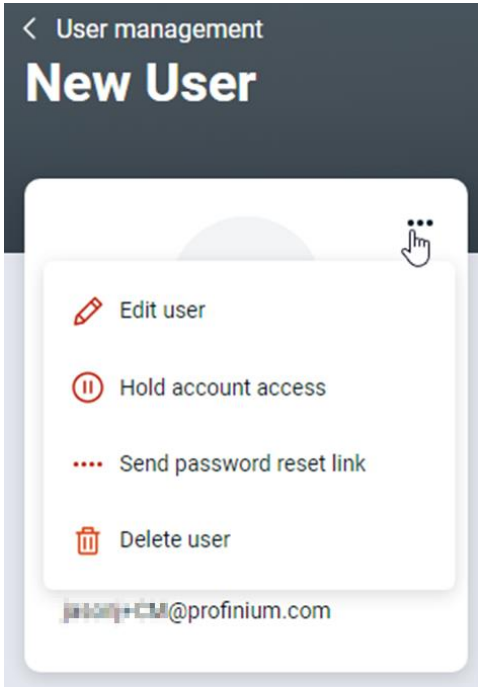 User management
New User
Edit user
Hold account access
Send password reset link
Delete user
@profinium.com